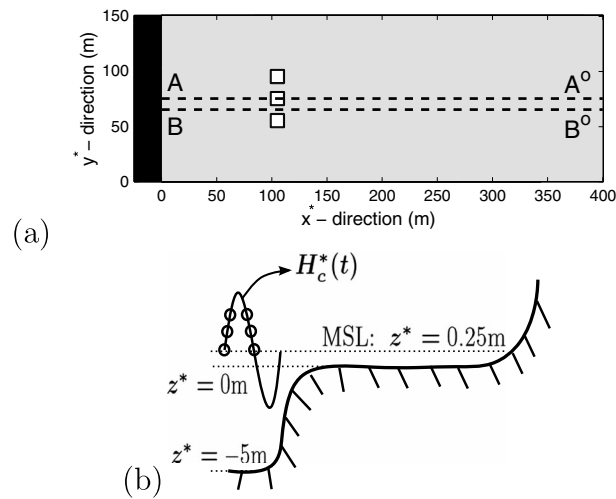 150
100
50
0
y* – direction (m)
A
A°
B
B°
0
50
100
150
200
250
300
350
400
x* – direction (m)
(a)
H*c(t)
MSL: z* = 0.25m
z* = 0m
z* = –5m
(b)